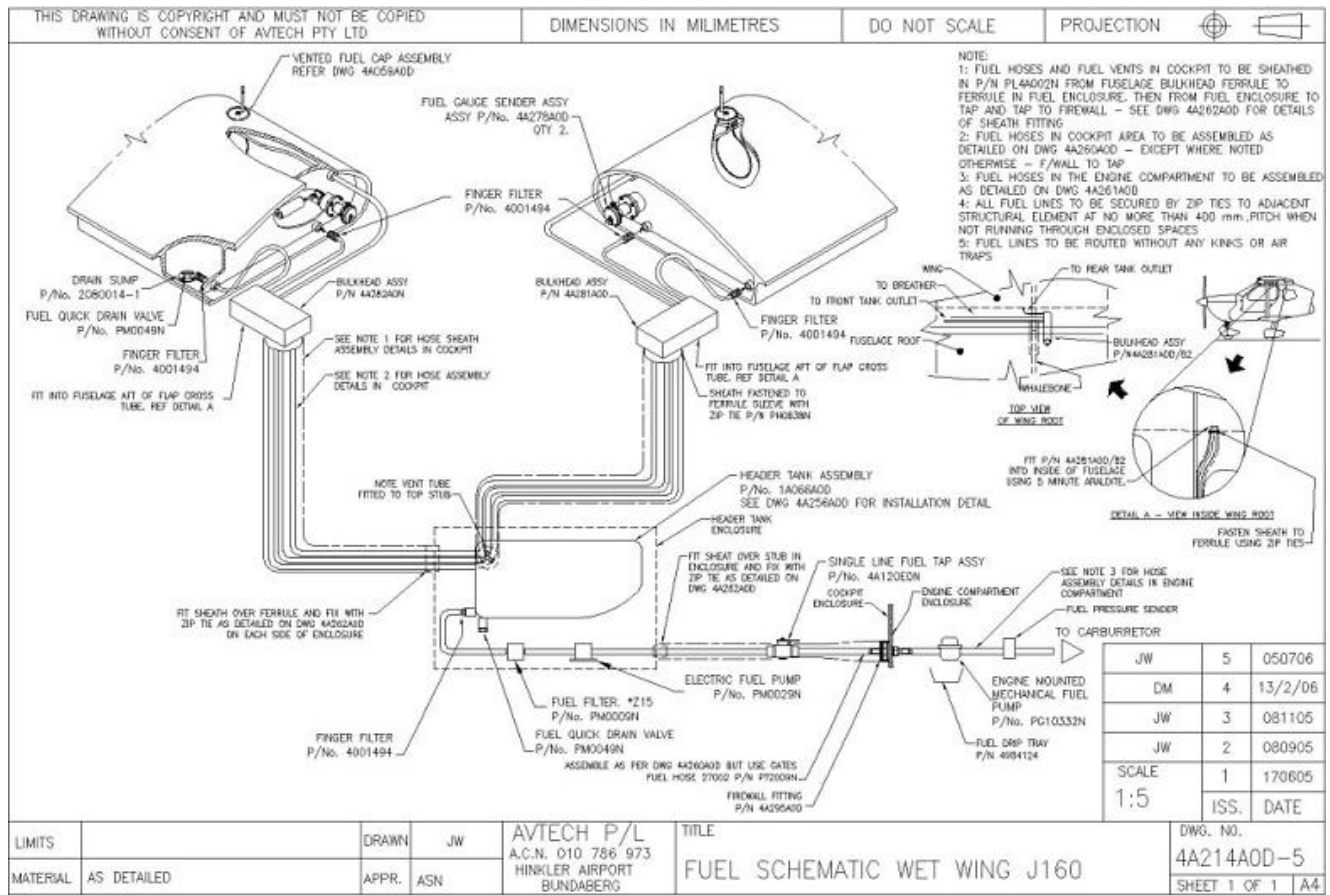 THIS DRAWING IS COPYRIGHT AND MUST NOT BE COPIED
WITHOUT CONSENT OF AVTECH PTY LTD
DIMENSIONS IN MILIMETRES
DO NOT SCALE
PROJECTION
VENTED FUEL CAP ASSEMBLY
REFER DWG 4A059A0D
FUEL GAUGE SENDER ASSY
ASSY P/No. 4A278A0D
QTY 2.
FINGER FILTER
P/No. 4001494
NOTE:
1: FUEL HOSES AND FUEL VENTS IN COCKPIT TO BE SHEATHED
IN P/N PL4A002N FROM FUSELAGE BULKHEAD FERRULE TO
FERRULE IN FUEL ENCLOSURE. THEN FROM FUEL ENCLOSURE TO
TAP AND TAP TO FIREWALL – SEE DWG 4A262A0D FOR DETAILS
OF SHEATH FITTING
2: FUEL HOSES IN COCKPIT AREA TO BE ASSEMBLED AS
DETAILED ON DWG 4A260A0D – EXCEPT WHERE NOTED
OTHERWISE – F/WALL TO TAP
3: FUEL HOSES IN THE ENGINE COMPARTMENT TO BE ASSEMBLED
AS DETAILED ON DWG 4A261A0D
4: ALL FUEL LINES TO BE SECURED BY ZIP TIES TO ADJACENT
STRUCTURAL ELEMENT AT NO MORE THAN 400 mm ,PITCH WHEN
NOT RUNNING THROUGH ENCLOSED SPACES
5: FUEL LINES TO BE ROUTED WITHOUT ANY KINKS OR AIR
TRAPS
DRAIN SUMP
P/No. 2080014-1
FUEL QUICK DRAIN VALVE
P/No. PM0049N
FINGER FILTER
P/No. 4001494
FIT INTO FUSELAGE AFT OF FLAP CROSS
TUBE. REF DETAIL A
BULKHEAD ASSY
P/N 4A282A0N
SEE NOTE 1 FOR HOSE SHEATH
ASSEMBLY DETAILS IN COCKPIT
SEE NOTE 2 FOR HOSE ASSEMBLY
DETAILS IN COCKPIT
BULKHEAD ASSY
P/N 4A281A0D
FINGER FILTER
P/No. 4001494
FIT INTO FUSELAGE AFT OF FLAP CROSS
TUBE. REF DETAIL A
SHEATH FASTENED TO
FERRULE SLEEVE WITH
ZIP TIE P/N PH0838N
WING
TO REAR TANK OUTLET
TO BREATHER
TO FRONT TANK OUTLET
FUSELAGE ROOF
BULKHEAD ASSY
P/N4A281A0D/B2
WHALEBONE
TOP VIEW
OF WING ROOT
FIT P/N 4A281A0D/B2
INTO INSIDE OF FUSELAGE
USING 5 MINUTE ARALDITE.
DETAIL A – VIEW INSIDE WING ROOT
FASTEN SHEATH TO
FERRULE USING ZIP TIES
NOTE VENT TUBE
FITTED TO TOP STUB
HEADER TANK ASSEMBLY
P/No. 1A066A0D
SEE DWG 4A256A0D FOR INSTALLATION DETAIL
HEADER TANK
ENCLOSURE
FIT SHEAT OVER STUB IN
ENCLOSURE AND FIX WITH
ZIP TIE AS DETAILED ON
DWG 4A262A0D
SINGLE LINE FUEL TAP ASSY
P/No. 4A120E0N
COCKPIT
ENCLOSURE
ENGINE COMPARTMENT
ENCLOSURE
SEE NOTE 3 FOR HOSE
ASSEMBLY DETAILS IN ENGINE
COMPARTMENT
FUEL PRESSURE SENDER
TO CARBURRETOR
FIT SHEATH OVER FERRULE AND FIX WITH
ZIP TIE AS DETAILED ON DWG 4A262A0D
ON EACH SIDE OF ENCLOSURE
FINGER FILTER
P/No. 4001494
FUEL FILTER. *Z15
P/No. PM0009N
FUEL QUICK DRAIN VALVE
P/No. PM0049N
ELECTRIC FUEL PUMP
P/No. PM0029N
ASSEMBLE AS PER DWG 4A260A0D BUT USE GATES
FUEL HOSE 27002 P/N PT2009N
FIREWALL FITTING
P/N 4A295A0D
ENGINE MOUNTED
MECHANICAL FUEL
PUMP
P/No. PG10332N
FUEL DRIP TRAY
P/N 4984124
JW 5 050706
DM 4 13/2/06
JW 3 081105
JW 2 080905
SCALE 1 170605
1:5 ISS. DATE
LIMITS
MATERIAL AS DETAILED
DRAWN JW
APPR. ASN
AVTECH P/L
A.C.N. 010 786 973
HINKLER AIRPORT
BUNDABERG
TITLE
FUEL SCHEMATIC WET WING J160
DWG. NO.
4A214A0D-5
SHEET 1 OF 1 A4